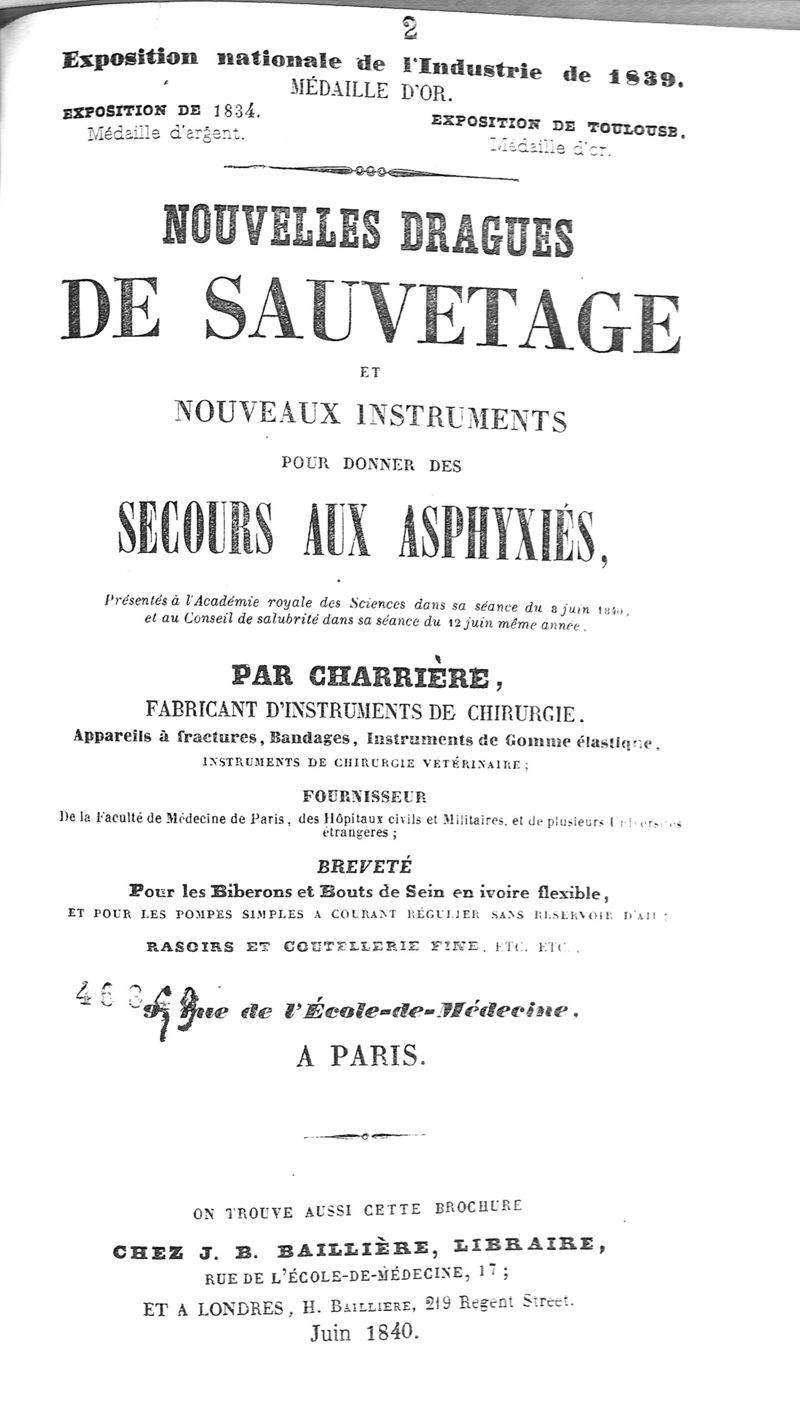 2
Exposition nationale de l'Industrie de 1839.
MÉDAILLE D'OR.
EXPOSITION DE 1834.
Médaille d'argent.
EXPOSITION DE TOULOUSE.
Médaille d'or.
NOUVELLES DRAGUES
DE SAUVETAGE
ET
NOUVEAUX INSTRUMENTS
POUR DONNER DES
SECOURS AUX ASPHYXIÉS,
Présentés à l'Académie royale des Sciences dans sa séance du 8 juin 1840,
et au Conseil de salubrité dans sa séance du 12 juin même année.
PAR CHARRIÈRE,
FABRICANT D'INSTRUMENTS DE CHIRURGIE.
Appareils à fractures, Bandages, Instruments de Gomme élastique,
INSTRUMENTS DE CHIRURGIE VETÉRINAIRE;
FOURNISSEUR
De la Faculté de Médecine de Paris, des Hôpitaux civils et Militaires, et de plusieurs Universités
étrangères;
BREVETÉ
Pour les Biberons et Bouts de Sein en ivoire flexible,
ET POUR LES POMPES SIMPLES A COURANT RÉGULIER SANS RESERVOIR D'AIR;
RASOIRS ET COUTELLERIE FINE, ETC. ETC.
Rue de l'École-de-Médecine.
A PARIS.
ON TROUVE AUSSI CETTE BROCHURE
CHEZ J. B. BAILLIÈRE, LIBRAIRE,
RUE DE L'ÉCOLE-DE-MÉDECINE, 17;
ET A LONDRES, H. BAILLIERE, 219 Regent Street.
Juin 1840.